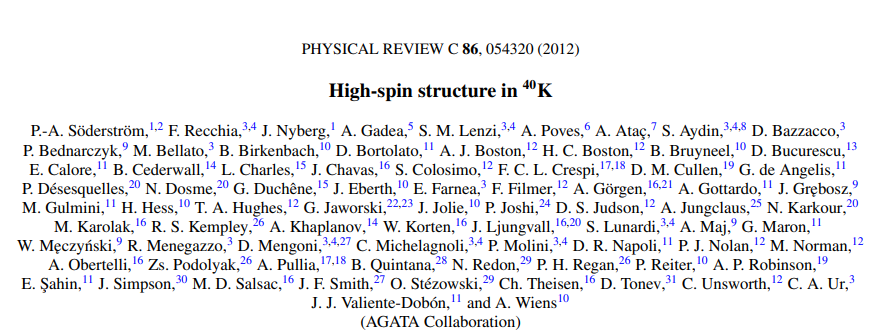 PHYSICAL REVIEW C 86, 054320 (2012)
High-spin structure in ⁴⁰K
P.-A. Söderström,¹,² F. Recchia,³,⁴ J. Nyberg,¹ A. Gadea,⁵ S. M. Lenzi,³,⁴ A. Poves,⁶ A. Ataç,⁷ S. Aydin,³,⁴,⁸ D. Bazzacco,³
P. Bednarczyk,⁹ M. Bellato,³ B. Birkenbach,¹⁰ D. Bortolato,¹¹ A. J. Boston,¹² H. C. Boston,¹² B. Bruyneel,¹⁰ D. Bucurescu,¹³
E. Calore,¹¹ B. Cederwall,¹⁴ L. Charles,¹⁵ J. Chavas,¹⁶ S. Colosimo,¹² F. C. L. Crespi,¹⁷,¹⁸ D. M. Cullen,¹⁹ G. de Angelis,¹¹
P. Désesquelles,²⁰ N. Dosme,²⁰ G. Duchêne,¹⁵ J. Eberth,¹⁰ E. Farnea,³ F. Filmer,¹² A. Görgen,¹⁶,²¹ A. Gottardo,¹¹ J. Grębosz,⁹
M. Gulmini,¹¹ H. Hess,¹⁰ T. A. Hughes,¹² G. Jaworski,²²,²³ J. Jolie,¹⁰ P. Joshi,²⁴ D. S. Judson,¹² A. Jungclaus,²⁵ N. Karkour,²⁰
M. Karolak,¹⁶ R. S. Kempley,²⁶ A. Khaplanov,¹⁴ W. Korten,¹⁶ J. Ljungvall,¹⁶,²⁰ S. Lunardi,³,⁴ A. Maj,⁹ G. Maron,¹¹
W. Męczyński,⁹ R. Menegazzo,³ D. Mengoni,³,⁴,²⁷ C. Michelagnoli,³,⁴ P. Molini,³,⁴ D. R. Napoli,¹¹ P. J. Nolan,¹² M. Norman,¹²
A. Obertelli,¹⁶ Zs. Podolyak,²⁶ A. Pullia,¹⁷,¹⁸ B. Quintana,²⁸ N. Redon,²⁹ P. H. Regan,²⁶ P. Reiter,¹⁰ A. P. Robinson,¹⁹
E. Şahin,¹¹ J. Simpson,³⁰ M. D. Salsac,¹⁶ J. F. Smith,²⁷ O. Stézowski,²⁹ Ch. Theisen,¹⁶ D. Tonev,³¹ C. Unsworth,¹² C. A. Ur,³
J. J. Valiente-Dobón,¹¹ and A. Wiens¹⁰
(AGATA Collaboration)